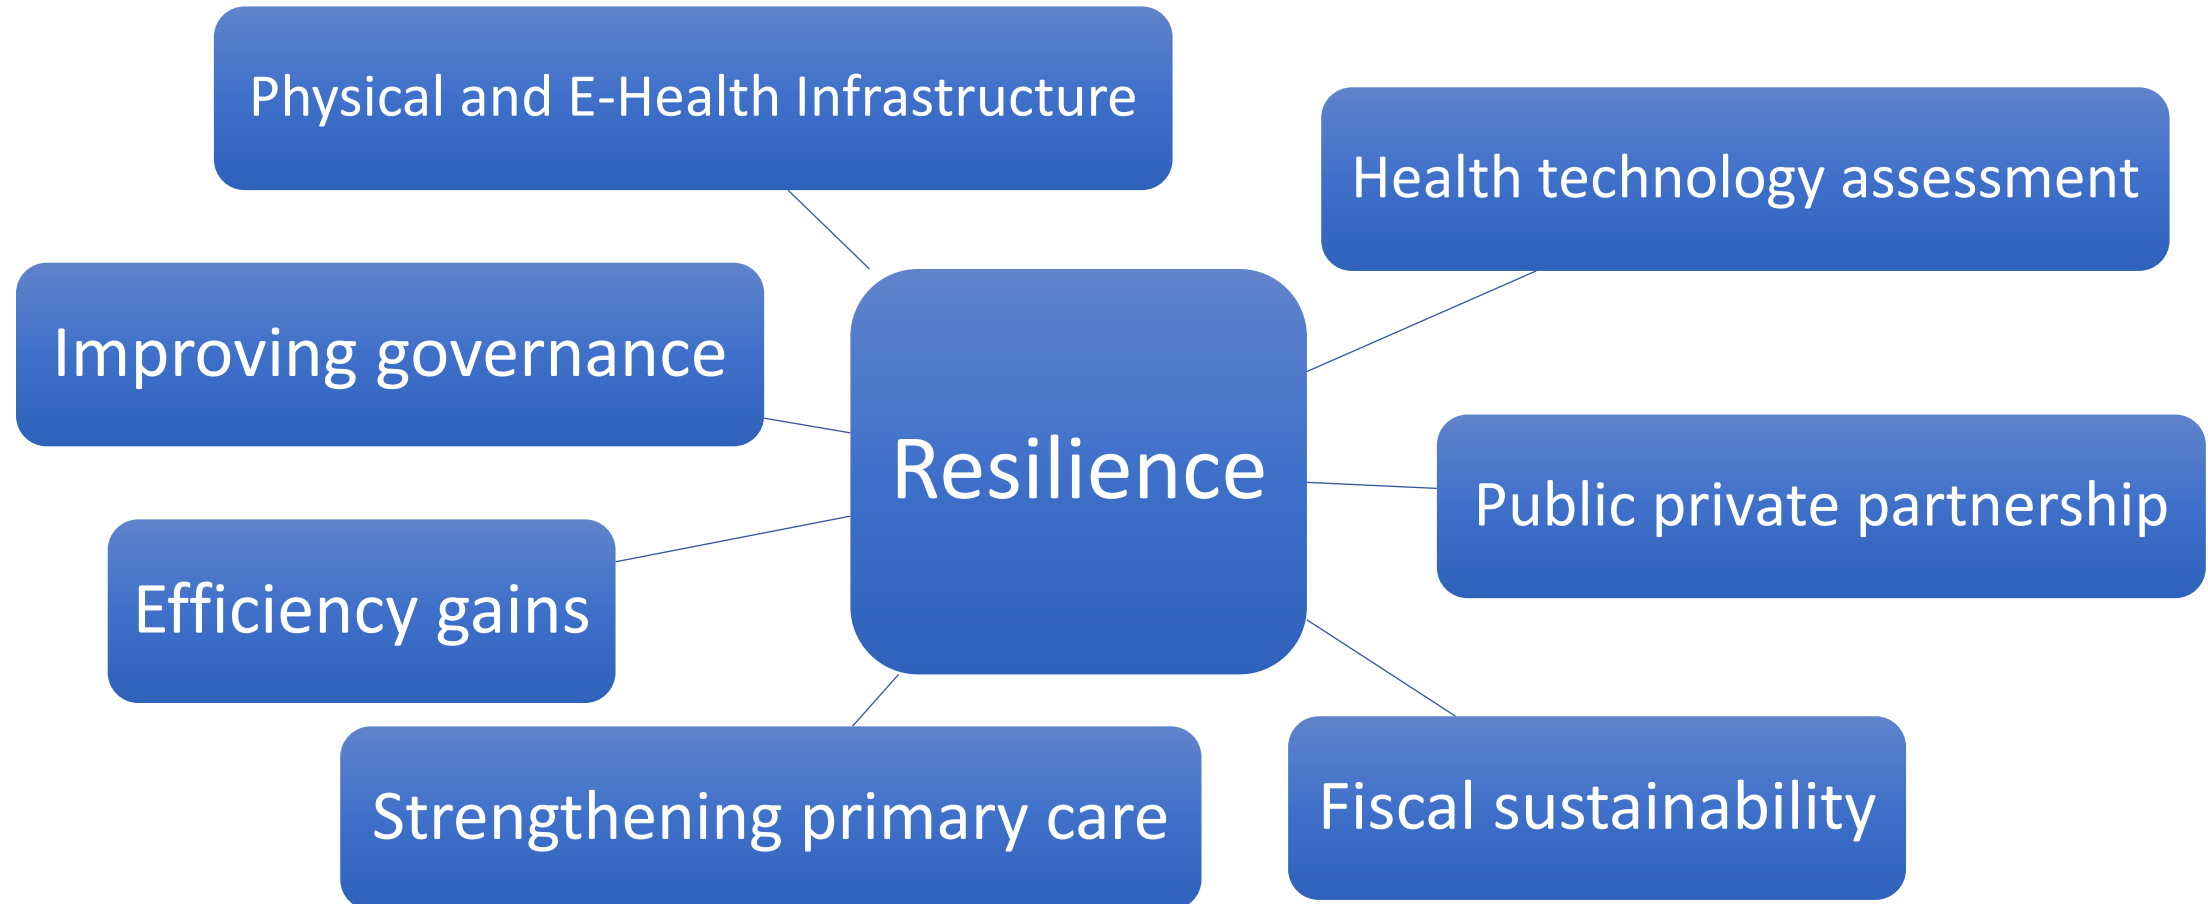 Physical and E-Health Infrastructure
Health technology assessment
Improving governance
Resilience
Public private partnership
Efficiency gains
Strengthening primary care
Fiscal sustainability